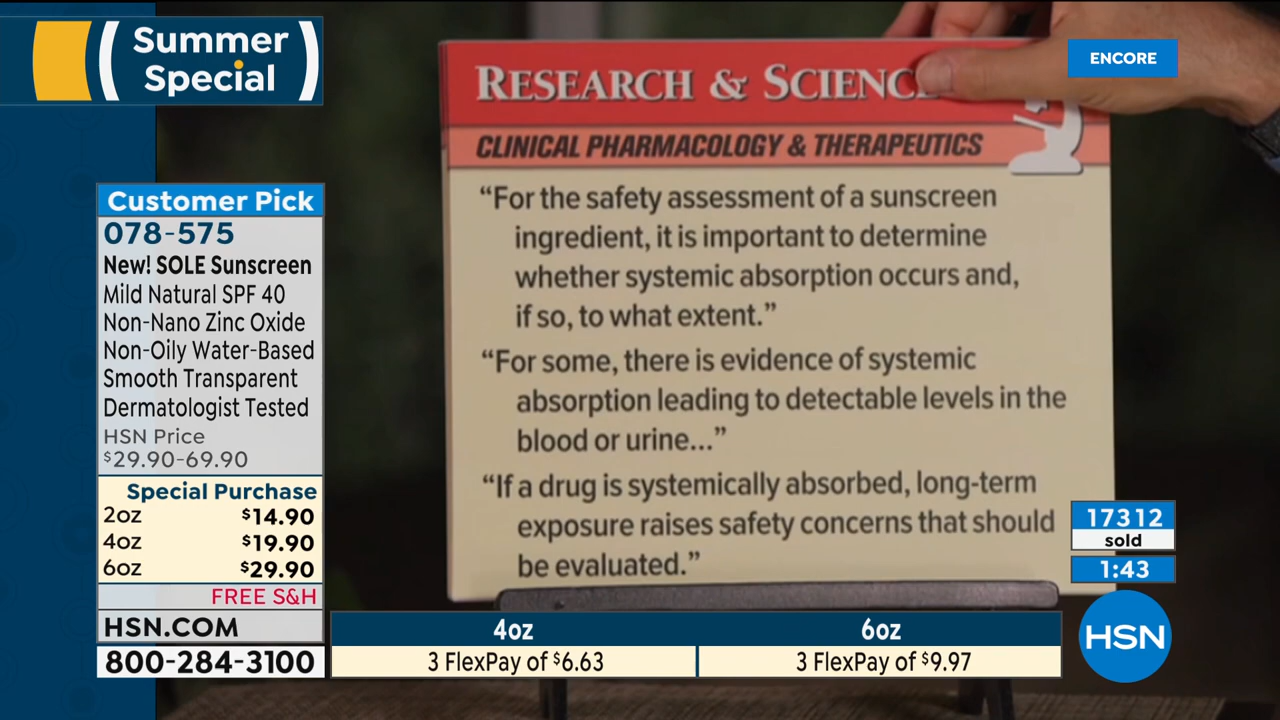 Summer
Special
ENCORE
RESEARCH & SCIENC
CLINICAL PHARMACOLOGY & THERAPEUTICS
“For the safety assessment of a sunscreen
ingredient, it is important to determine
whether systemic absorption occurs and,
if so, to what extent.”
“For some, there is evidence of systemic
absorption leading to detectable levels in the
blood or urine...”
“If a drug is systemically absorbed, long-term
exposure raises safety concerns that should
be evaluated.”
Customer Pick
078-575
New! SOLE Sunscreen
Mild Natural SPF 40
Non-Nano Zinc Oxide
Non-Oily Water-Based
Smooth Transparent
Dermatologist Tested
HSN Price
$29.90-69.90
Special Purchase
2oz $14.90
4oz $19.90
6oz $29.90
FREE S&H
HSN.COM
800-284-3100
4oz 6oz
3 FlexPay of $6.63 3 FlexPay of $9.97
17312
sold
1:43
HSN